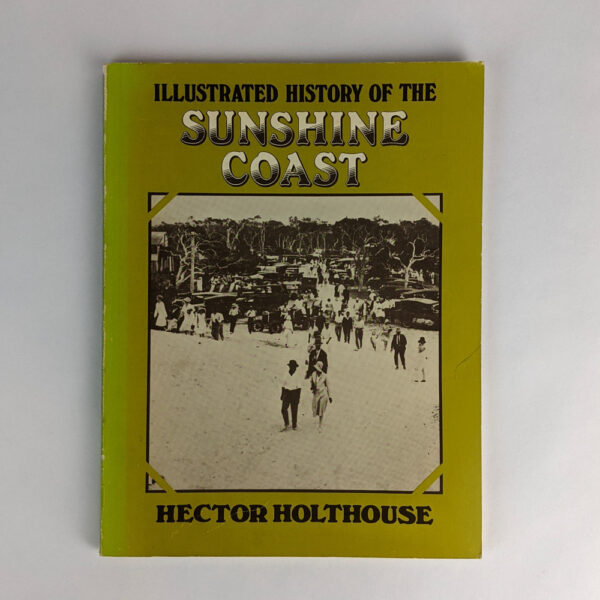 ILLUSTRATED HISTORY OF THE
SUNSHINE
COAST
HECTOR HOLTHOUSE